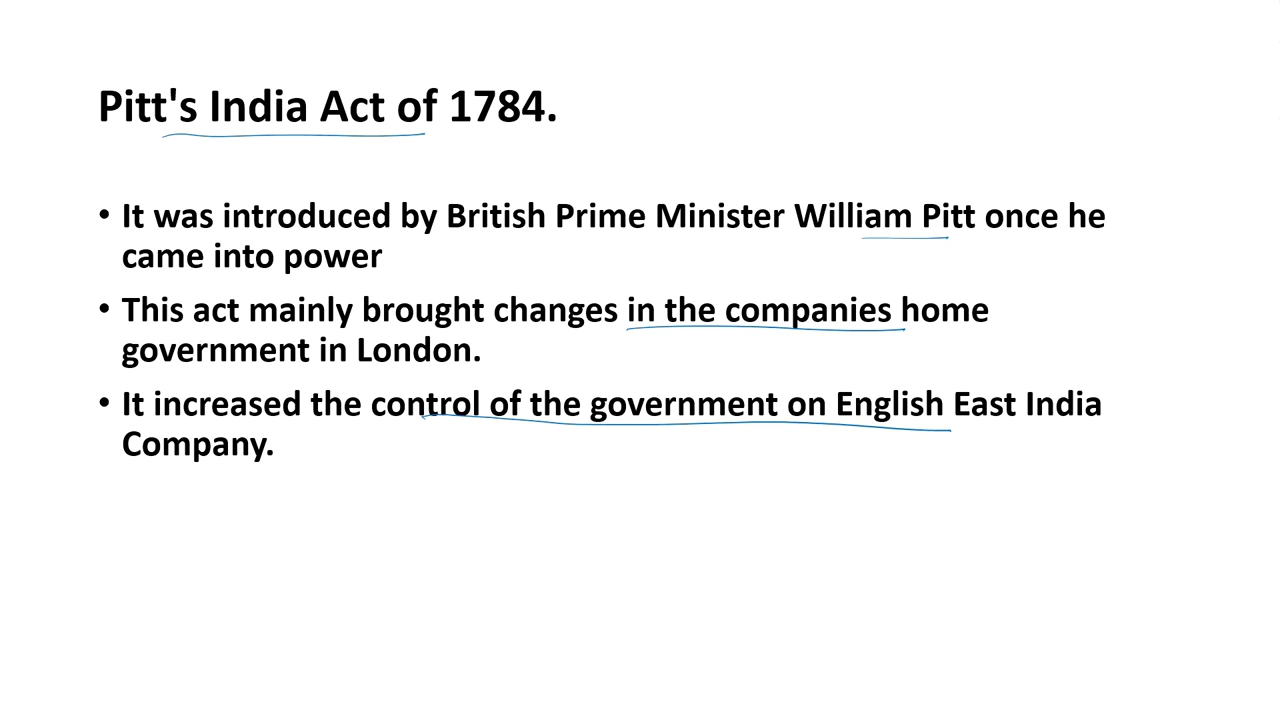 Pitt's India Act of 1784.
• It was introduced by British Prime Minister William Pitt once he
came into power
• This act mainly brought changes in the companies home
government in London.
• It increased the control of the government on English East India
Company.